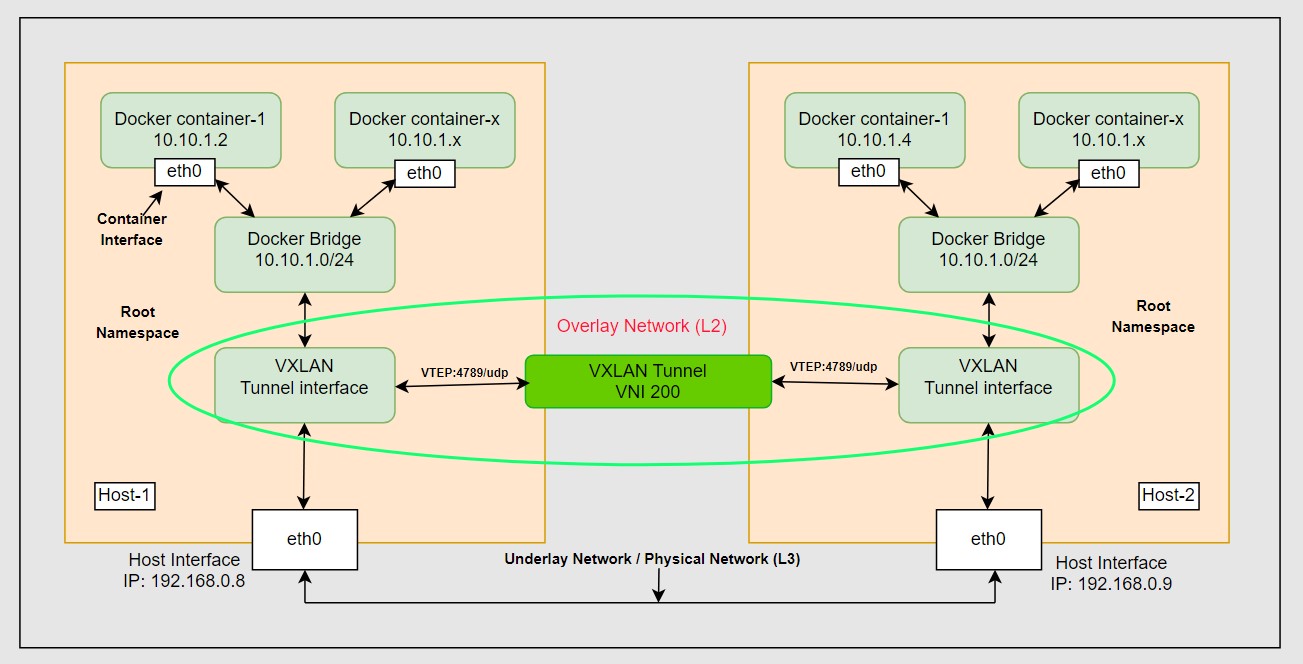 Docker container-1
10.10.1.2
eth0
Docker container-x
10.10.1.x
eth0
Container
Interface
Docker Bridge
10.10.1.0/24
Root
Namespace
VXLAN
Tunnel interface
VTEP:4789/udp
Host-1
eth0
Host Interface
IP: 192.168.0.8
Overlay Network (L2)
VXLAN Tunnel
VNI 200
Underlay Network / Physical Network (L3)
Docker container-1
10.10.1.4
eth0
Docker container-x
10.10.1.x
eth0
Docker Bridge
10.10.1.0/24
Root
Namespace
VTEP:4789/udp
VXLAN
Tunnel interface
Host-2
eth0
Host Interface
IP: 192.168.0.9